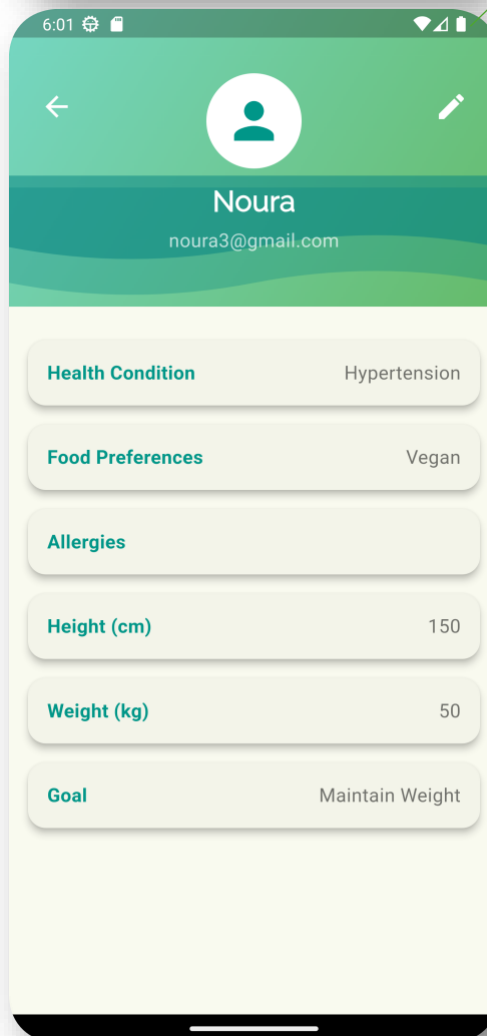 6:01
Noura
noura3@gmail.com
Health Condition Hypertension
Food Preferences Vegan
Allergies
Height (cm) 150
Weight (kg) 50
Goal Maintain Weight